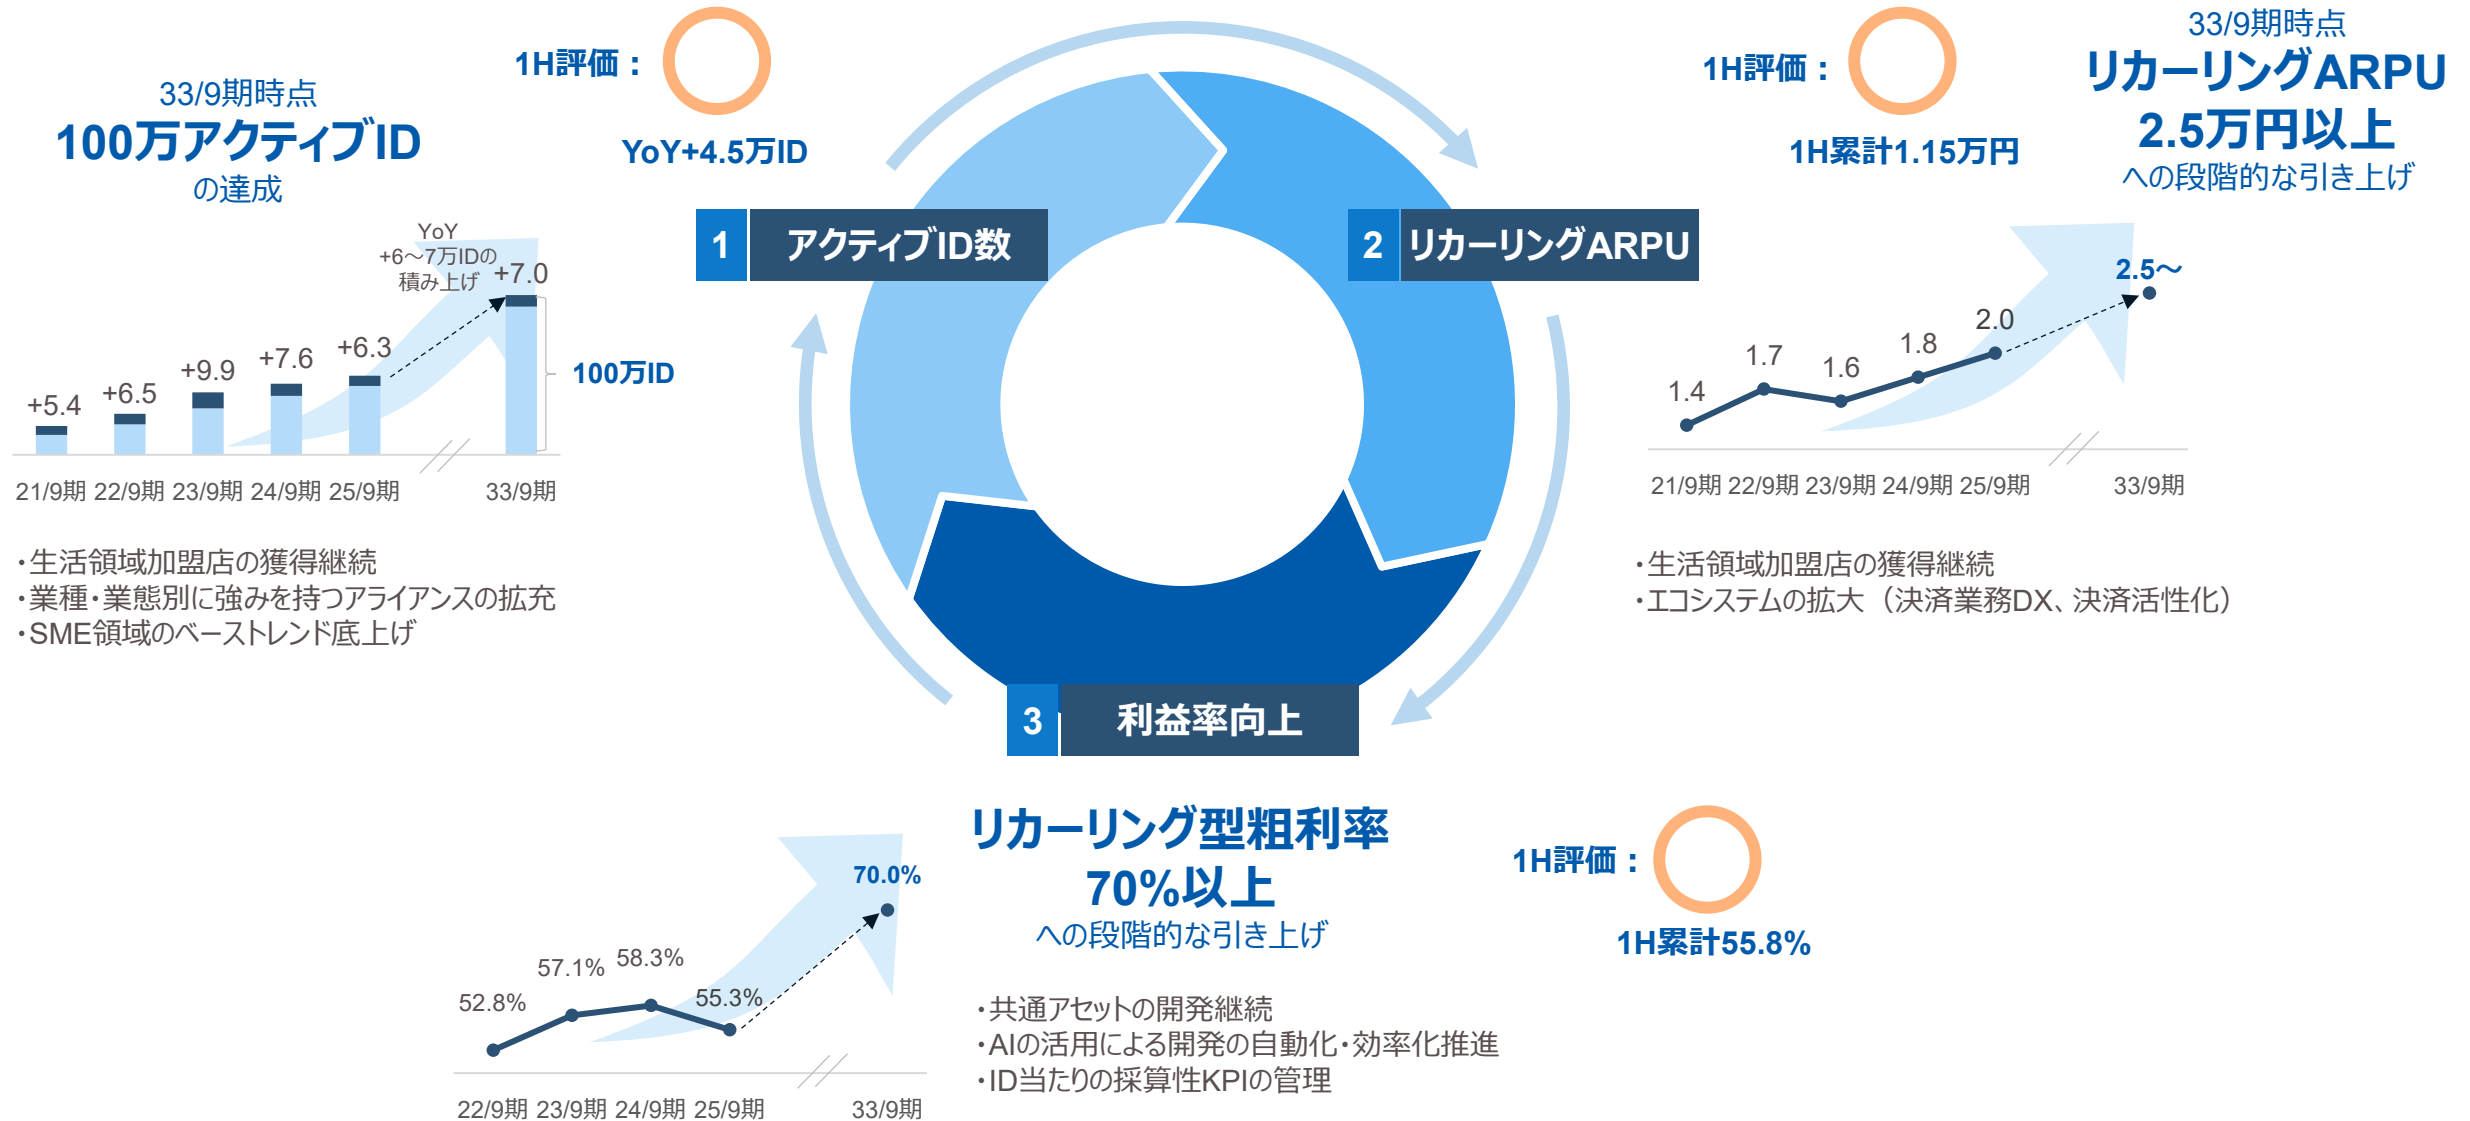 33/9期時点
100万アクティブID
の達成
1H評価：
YoY+4.5万ID
YoY
+6～7万IDの
積み上げ
+5.4
+6.5
+9.9
+7.6
+6.3
+7.0
100万ID
21/9期 22/9期 23/9期 24/9期 25/9期 33/9期
・生活領域加盟店の獲得継続
・業種・業態別に強みを持つアライアンスの拡充
・SME領域のベーストレンド底上げ
1 アクティブID数
2 リカーリングARPU
3 利益率向上
1H評価：
1H累計1.15万円
33/9期時点
リカーリングARPU
2.5万円以上
への段階的な引き上げ
1.4
1.7
1.6
1.8
2.0
2.5～
21/9期 22/9期 23/9期 24/9期 25/9期 33/9期
・生活領域加盟店の獲得継続
・エコシステムの拡大（決済業務DX、決済活性化）
リカーリング型粗利率
70%以上
への段階的な引き上げ
1H評価：
1H累計55.8%
52.8%
57.1%
58.3%
55.3%
70.0%
22/9期 23/9期 24/9期 25/9期 33/9期
・共通アセットの開発継続
・AIの活用による開発の自動化・効率化推進
・ID当たりの採算性KPIの管理